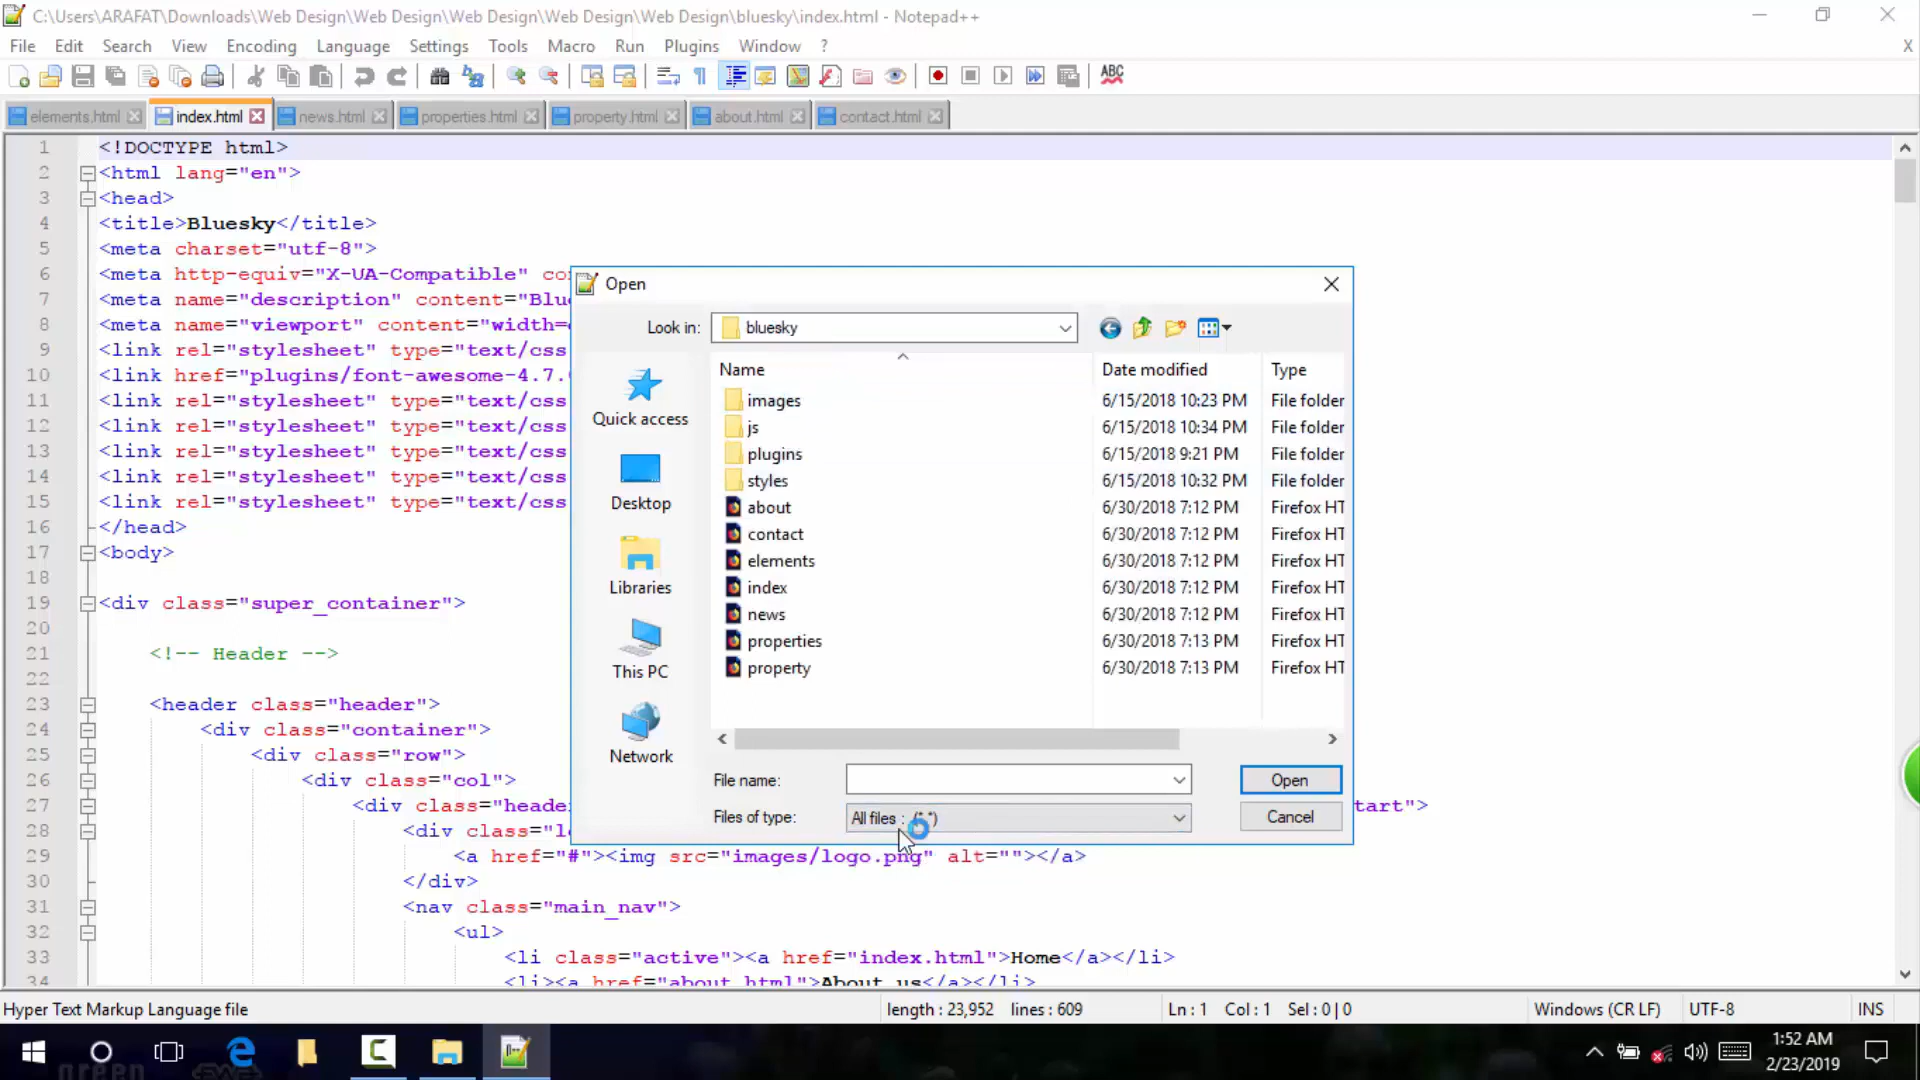 C:\Users\ARAFAT\Downloads\Web Design\Web Design\Web Design\Web Design\Web Design\bluesky\index.html - Notepad++
File Edit Search View Encoding Language Settings Tools Macro Run Plugins Window ? X
ABC
elements.html index.html news.html properties.html property.html about.html contact.html
1 <!DOCTYPE html>
2 <html lang="en">
3 <head>
4 <title>Bluesky</title>
5 <meta charset="utf-8">
6 <meta http-equiv="X-UA-Compatible" co
7 <meta name="description" content="Blu
8 <meta name="viewport" content="width=
9 <link rel="stylesheet" type="text/css
10 <link href="plugins/font-awesome-4.7.
11 <link rel="stylesheet" type="text/css
12 <link rel="stylesheet" type="text/css
13 <link rel="stylesheet" type="text/css
14 <link rel="stylesheet" type="text/css
15 <link rel="stylesheet" type="text/css
16 </head>
17 <body>
18
19 <div class="super_container">
20
21 <!-- Header -->
22
23 <header class="header">
24 <div class="container">
25 <div class="row">
26 <div class="col">
27 <div class="heade tart">
28 <div class="lo
29 <a href="#"><img src="images/logo.png" alt=""></a>
30 </div>
31 <nav class="main_nav">
32 <ul>
33 <li class="active"><a href="index.html">Home</a></li>
34 <li><a href="about.html">About us</a></li>
Open
Look in: bluesky
Quick access
Desktop
Libraries
This PC
Network
Name Date modified Type
images 6/15/2018 10:23 PM File folder
js 6/15/2018 10:34 PM File folder
plugins 6/15/2018 9:21 PM File folder
styles 6/15/2018 10:32 PM File folder
about 6/30/2018 7:12 PM Firefox HT
contact 6/30/2018 7:12 PM Firefox HT
elements 6/30/2018 7:12 PM Firefox HT
index 6/30/2018 7:12 PM Firefox HT
news 6/30/2018 7:12 PM Firefox HT
properties 6/30/2018 7:13 PM Firefox HT
property 6/30/2018 7:13 PM Firefox HT
File name: Open
Files of type: All files : (*.*) Cancel
Hyper Text Markup Language file length : 23,952 lines : 609 Ln : 1 Col : 1 Sel : 0 | 0 Windows (CR LF) UTF-8 INS
1:52 AM
2/23/2019